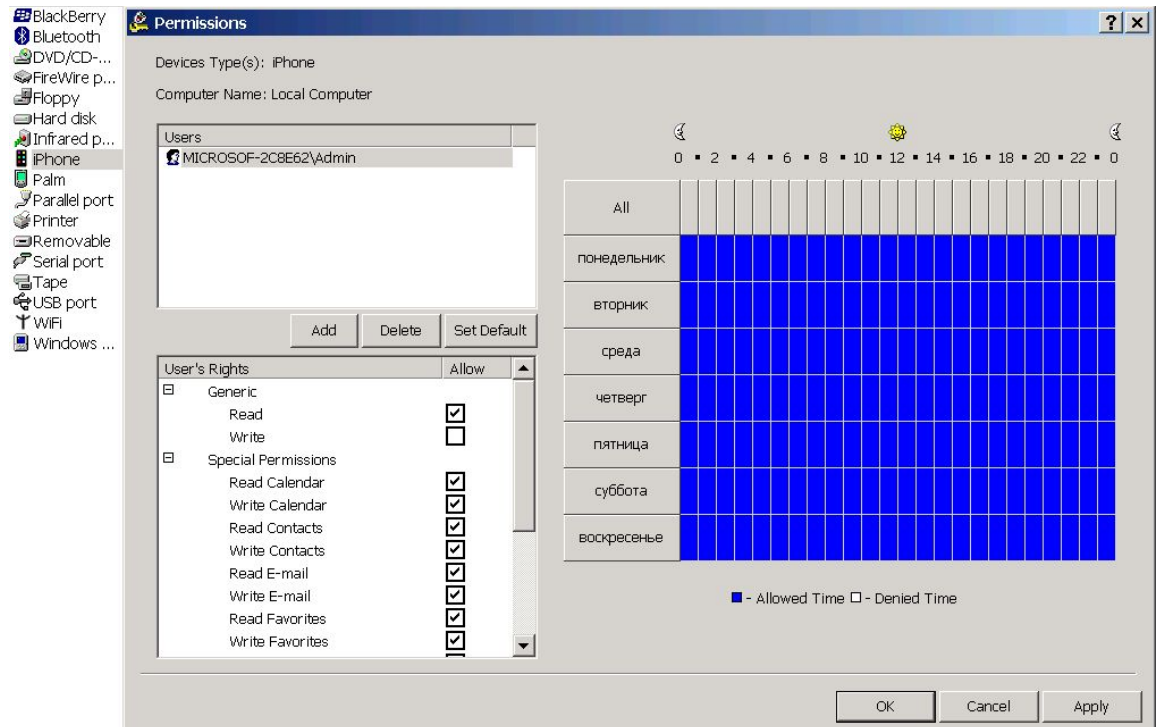 BlackBerry
Bluetooth
DVD/CD-...
FireWire p...
Floppy
Hard disk
Infrared p...
iPhone
Palm
Parallel port
Printer
Removable
Serial port
Tape
USB port
WiFi
Windows ...
Permissions
Devices Type(s): iPhone
Computer Name: Local Computer
Users
MICROSOF-2C8E62\Admin
Add Delete Set Default
User's Rights Allow
Generic
Read
Write
Special Permissions
Read Calendar
Write Calendar
Read Contacts
Write Contacts
Read E-mail
Write E-mail
Read Favorites
Write Favorites
0 2 4 6 8 10 12 14 16 18 20 22 0
All
понедельник
вторник
среда
четверг
пятница
суббота
воскресенье
- Allowed Time - Denied Time
OK Cancel Apply